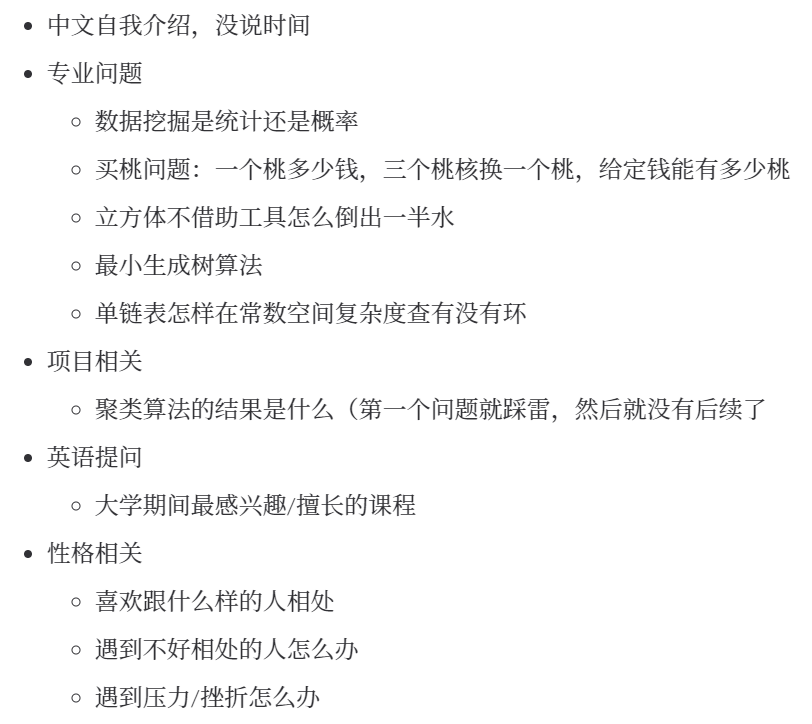 中文自我介绍，没说时间
专业问题
数据挖掘是统计还是概率
买桃问题：一个桃多少钱，三个桃核换一个桃，给定钱能有多少桃
立方体不借助工具怎么倒出一半水
最小生成树算法
单链表怎样在常数空间复杂度查有没有环
项目相关
聚类算法的结果是什么（第一个问题就踩雷，然后就没有后续了
英语提问
大学期间最感兴趣/擅长的课程
性格相关
喜欢跟什么样的人相处
遇到不好相处的人怎么办
遇到压力/挫折怎么办